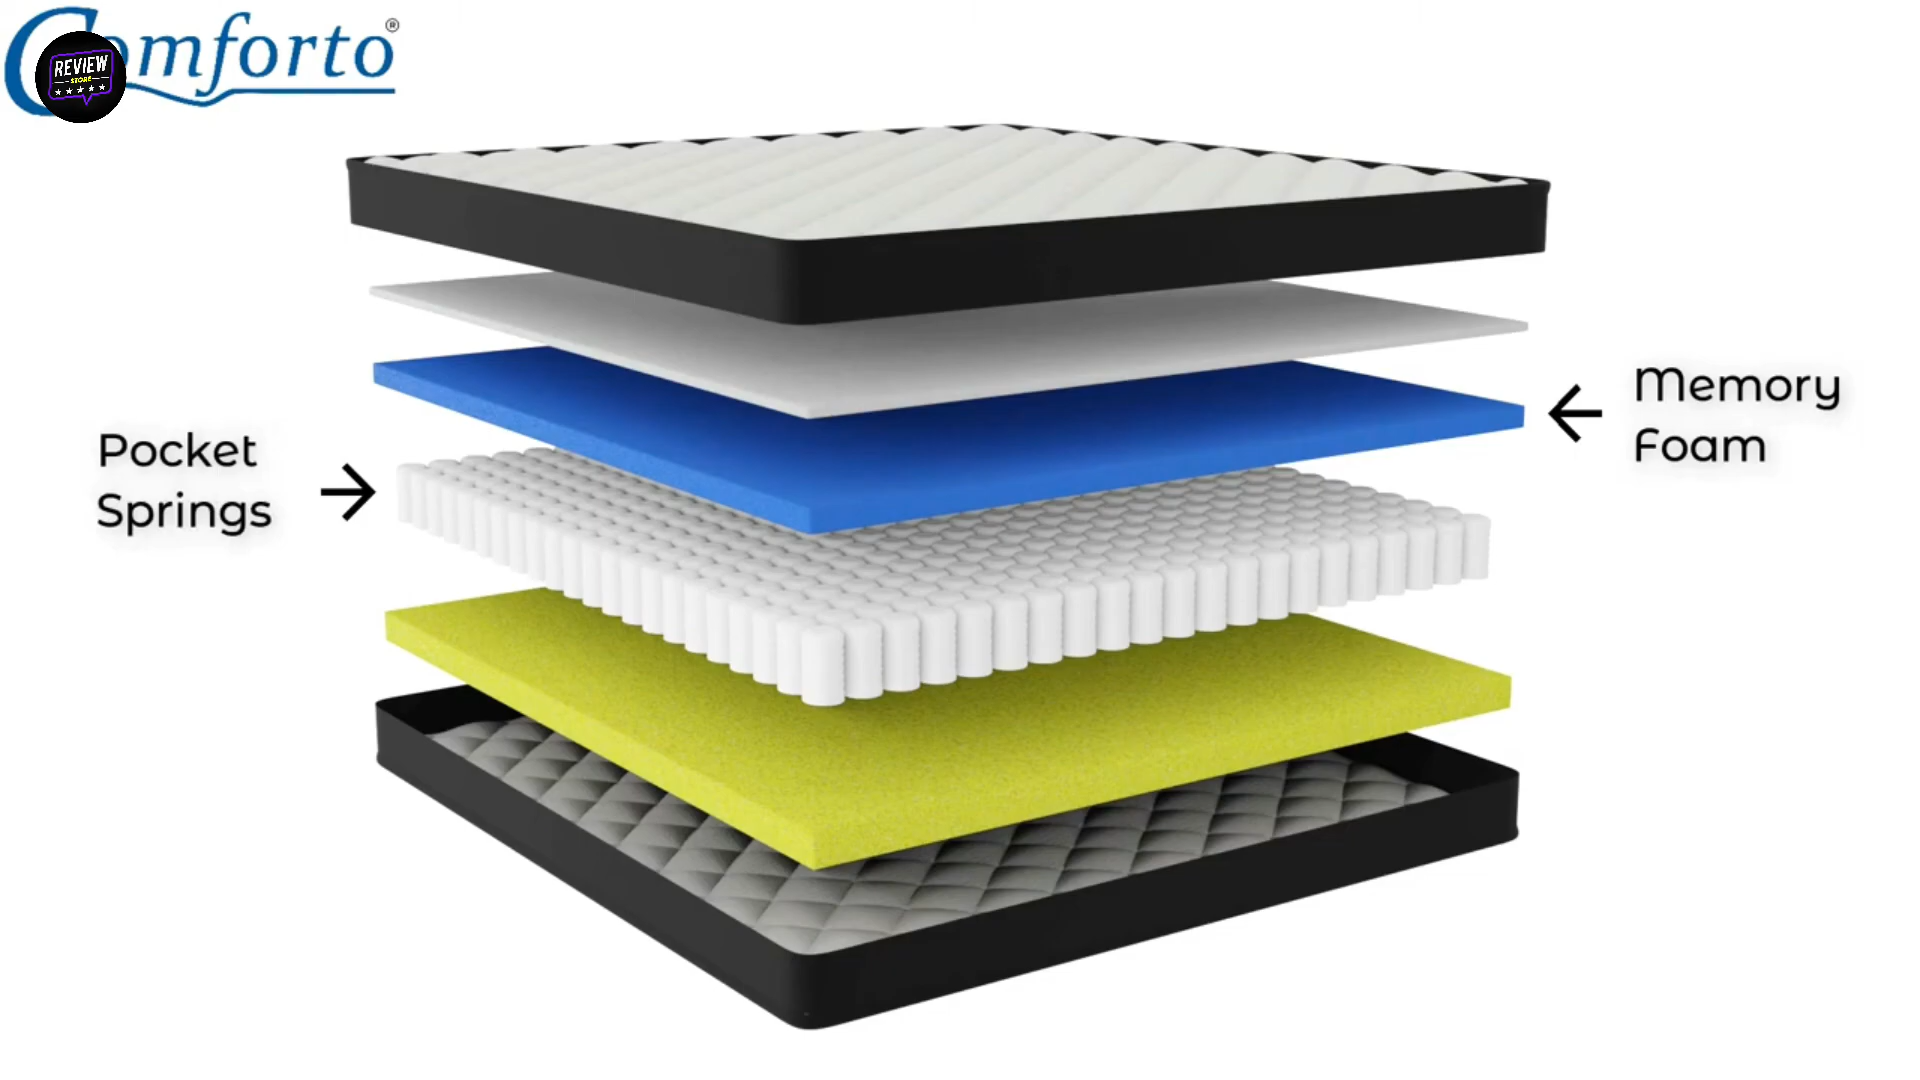 Comforto®
REVIEW
STORE
Memory
Foam
Pocket
Springs